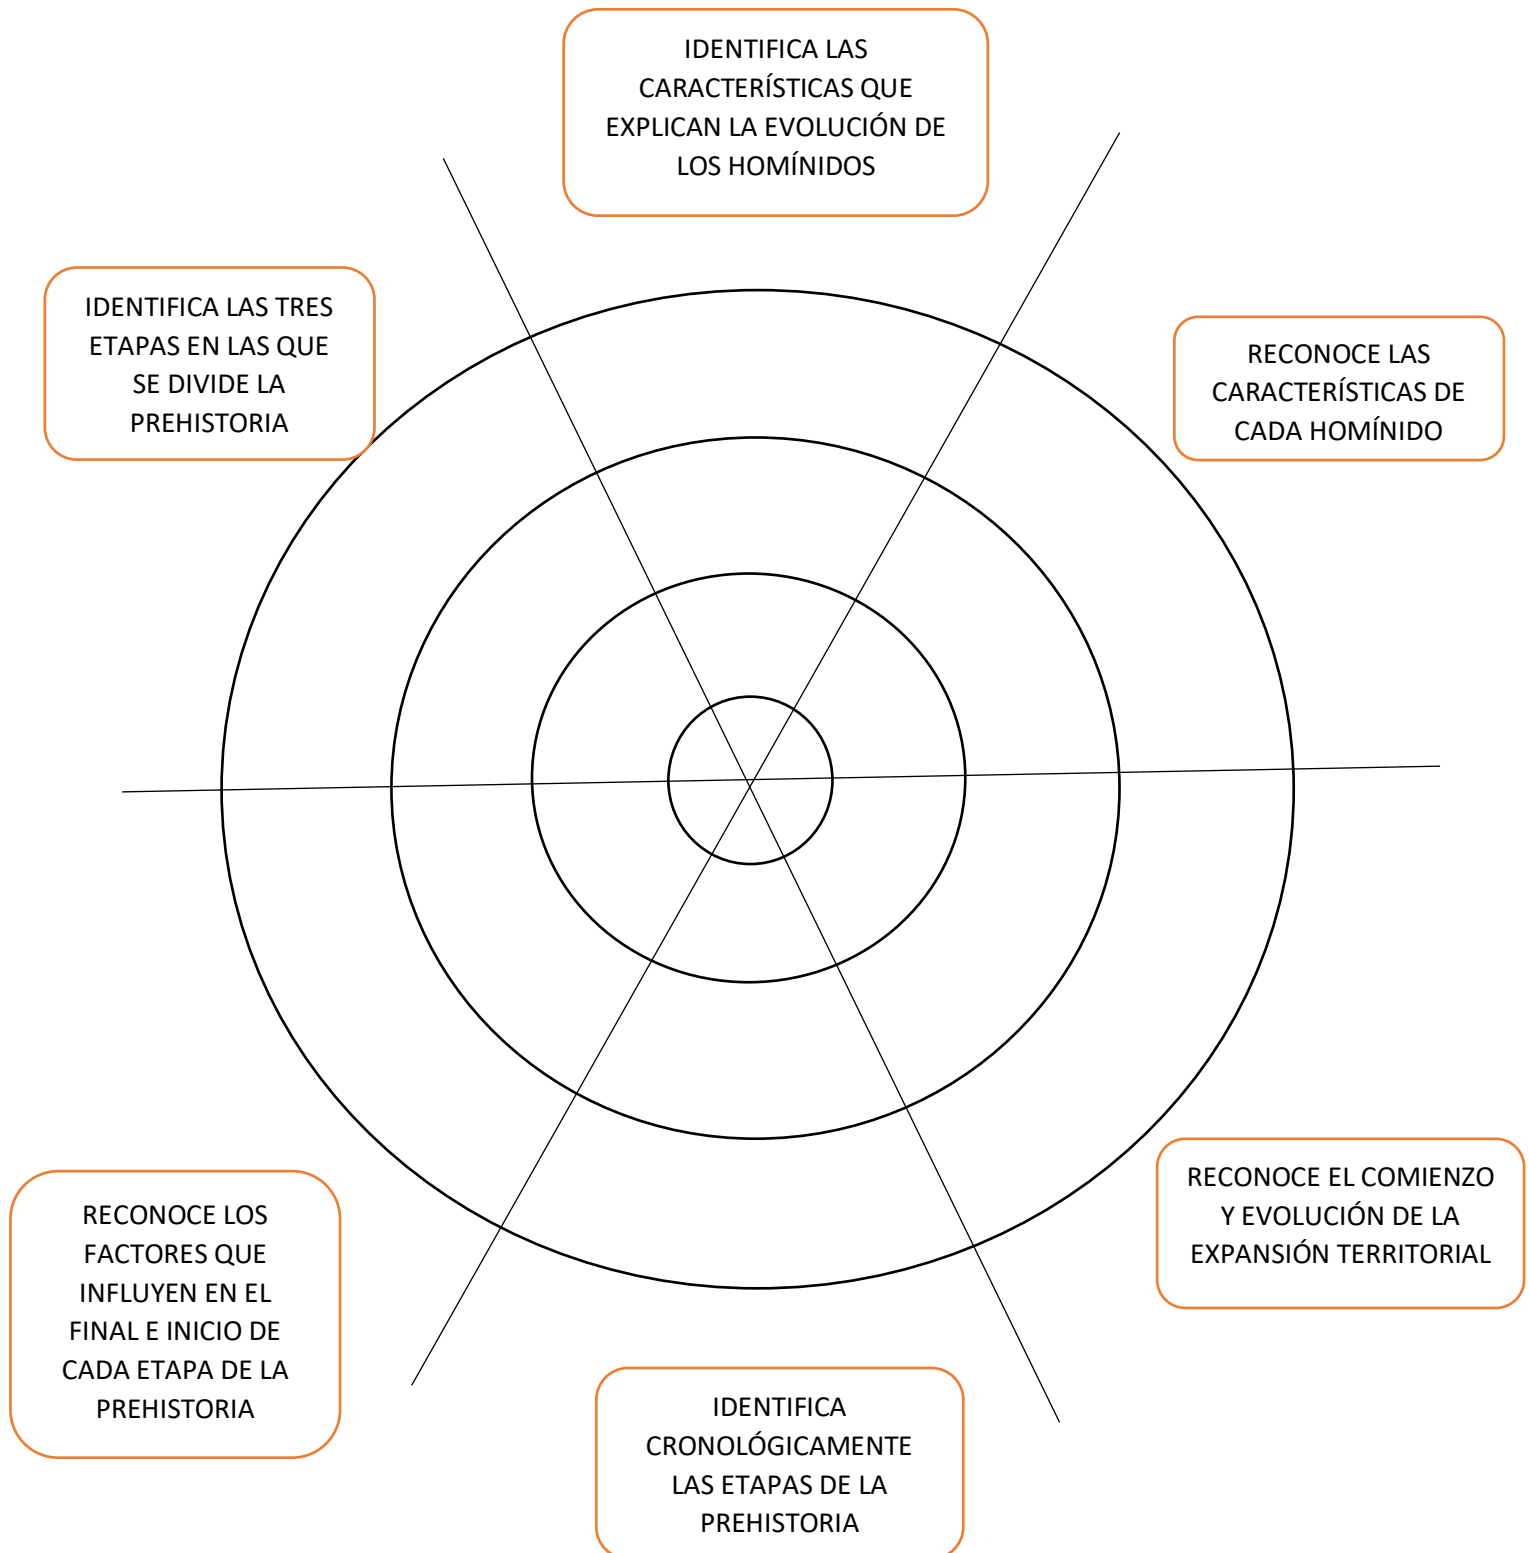 IDENTIFICA LAS
CARACTERÍSTICAS QUE
EXPLICAN LA EVOLUCIÓN DE
LOS HOMÍNIDOS
IDENTIFICA LAS TRES
ETAPAS EN LAS QUE
SE DIVIDE LA
PREHISTORIA
RECONOCE LAS
CARACTERÍSTICAS DE
CADA HOMÍNIDO
RECONOCE EL COMIENZO
Y EVOLUCIÓN DE LA
EXPANSIÓN TERRITORIAL
RECONOCE LOS
FACTORES QUE
INFLUYEN EN EL
FINAL E INICIO DE
CADA ETAPA DE LA
PREHISTORIA
IDENTIFICA
CRONOLÓGICAMENTE
LAS ETAPAS DE LA
PREHISTORIA